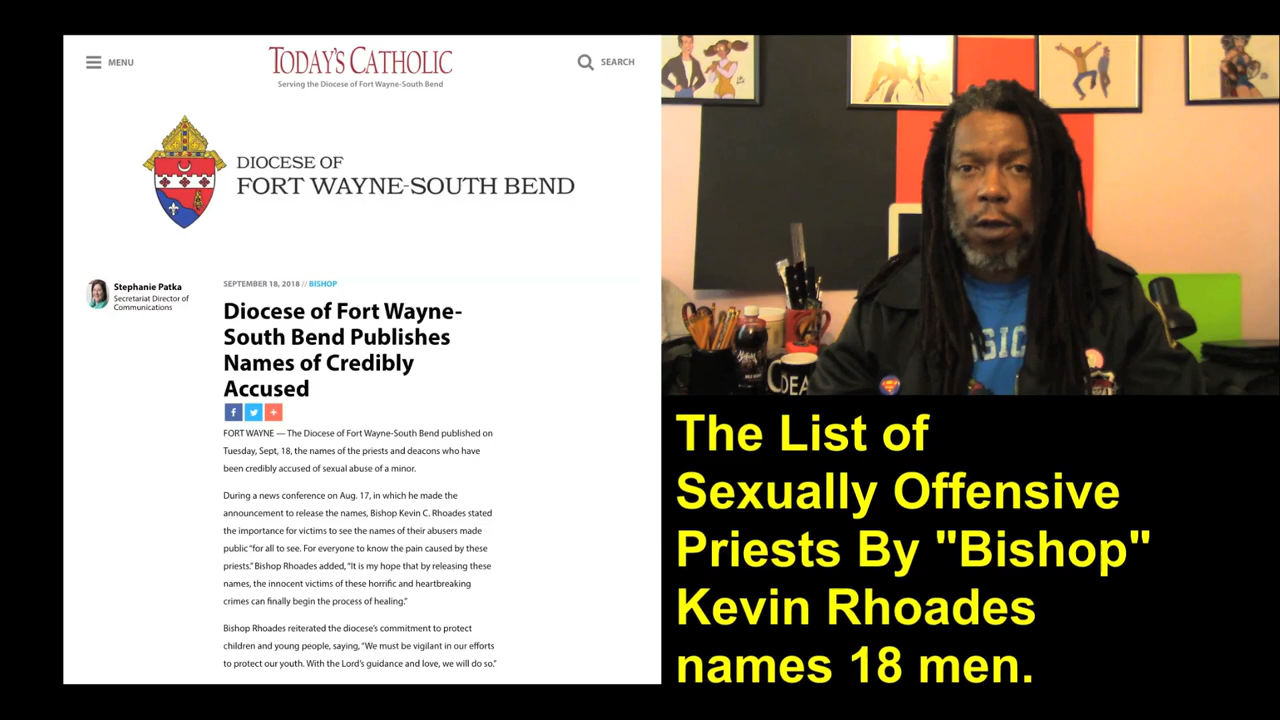 MENU
TODAY'S CATHOLIC
SEARCH
Serving the Diocese of Fort Wayne-South Bend
DIOCESE OF
FORT WAYNE-SOUTH BEND
Stephanie Patka
Secretariat Director of
Communications
SEPTEMBER 18, 2018 // BISHOP
Diocese of Fort Wayne-
South Bend Publishes
Names of Credibly
Accused
FORT WAYNE — The Diocese of Fort Wayne-South Bend published on
Tuesday, Sept, 18, the names of the priests and deacons who have
been credibly accused of sexual abuse of a minor.
During a news conference on Aug. 17, in which he made the
announcement to release the names, Bishop Kevin C. Rhoades stated
the importance for victims to see the names of their abusers made
public “for all to see. For everyone to know the pain caused by these
priests.” Bishop Rhoades added, “It is my hope that by releasing these
names, the innocent victims of these horrific and heartbreaking
crimes can finally begin the process of healing.”
Bishop Rhoades reiterated the diocese’s commitment to protect
children and young people, saying, “We must be vigilant in our efforts
to protect our youth. With the Lord’s guidance and love, we will do so.”
The List of
Sexually Offensive
Priests By "Bishop"
Kevin Rhoades
names 18 men.